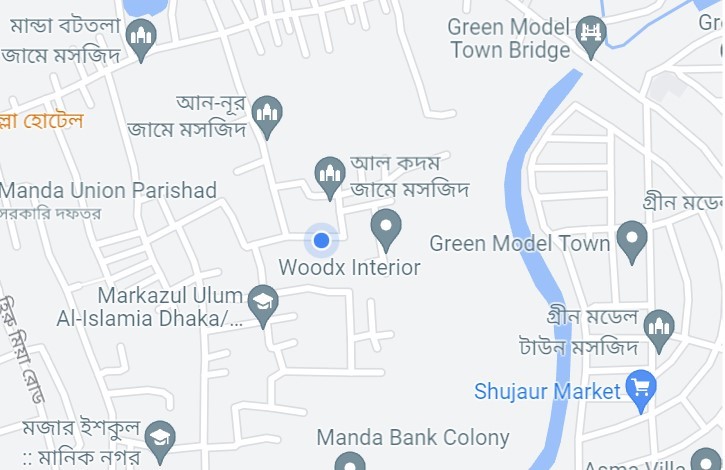 মান্ডা বটতলা
জামে মসজিদ
Green Model
Town Bridge
আন-নূর
জামে মসজিদ
ল্লা হোটেল
আল কদম
জামে মসজিদ
Manda Union Parishad
সরকারি দফতর
গ্রীন মডেল
Green Model Town
Woodx Interior
Markazul Ulum
Al-Islamia Dhaka/...
গ্রীন মডেল
টাউন মসজিদ
হিরু মিয়া রোড
Shujaur Market
মজার ইশকুল
:: মানিক নগর
Manda Bank Colony
Asma Villa